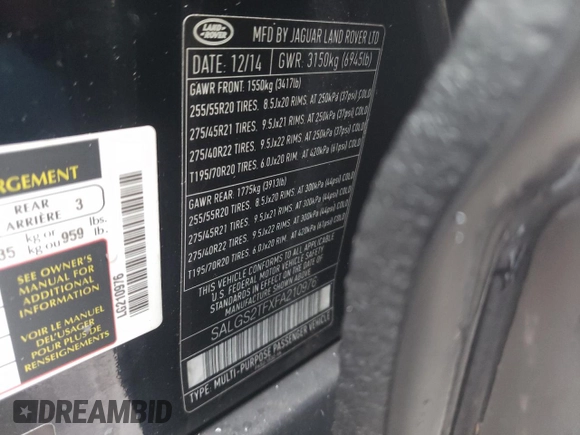 LAND ROVER
MFD BY JAGUAR LAND ROVER LTD
DATE: 12/14 GWR: 3150kg (6945lb)
GAWR FRONT: 1550kg (3417lb)
255/55R20 TIRES. 8.5Jx20 RIMS. AT 250kPa (37psi) COLD
275/45R21 TIRES. 9.5Jx21 RIMS. AT 250kPa (37psi) COLD
275/40R22 TIRES. 9.5Jx22 RIMS. AT 250kPa (37psi) COLD
T195/70R20 TIRES. 6.0Jx20 RIM. AT 420kPa (61psi) COLD
GAWR REAR: 1775kg (3913lb)
255/55R20 TIRES. 8.5Jx20 RIMS. AT 300kPa (44psi) COLD
275/45R21 TIRES. 9.5Jx21 RIMS. AT 300kPa (44psi) COLD
275/40R22 TIRES. 9.5Jx22 RIMS. AT 300kPa (44psi) COLD
T195/70R20 TIRES. 6.0Jx20 RIM. AT 420kPa (61psi) COLD
THIS VEHICLE CONFORMS TO ALL APPLICABLE
FEDERAL MOTOR VEHICLE SAFETY
STANDARDS IN EFFECT ON THE DATE OF
MANUFACTURE SHOWN ABOVE.
SALGS2TFXFA210976
TYPE: MULTI-PURPOSE PASSENGER VEHICLE
RGEMENT
REAR
ARRIÈRE 3
35 kg or 959 lbs.
kg ou lb.
SEE OWNER'S
MANUAL FOR
ADDITIONAL
INFORMATION
VOIR LE MANUEL
DE L'USAGER
POUR PLUS DE
RENSEIGNEMENTS
LG210976
DREAMBID